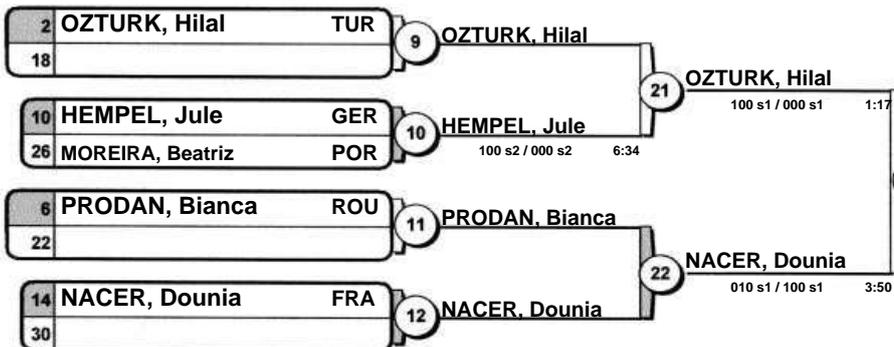 2 OZTURK, Hilal TUR
18
9 OZTURK, Hilal
10 HEMPEL, Jule GER
26 MOREIRA, Beatriz POR
10 HEMPEL, Jule
100 s2 / 000 s2 6:34
21 OZTURK, Hilal
100 s1 / 000 s1 1:17
6 PRODAN, Bianca ROU
22
11 PRODAN, Bianca
14 NACER, Dounia FRA
30
12 NACER, Dounia
22 NACER, Dounia
010 s1 / 100 s1 3:50